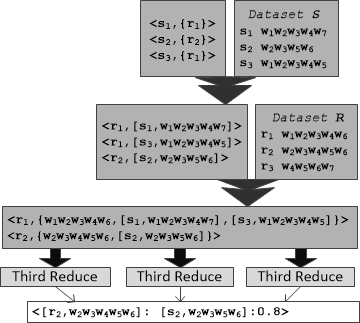 <s₁,{r₁}>
<s₂,{r₂}>
<s₃,{r₁}>
Dataset S
s₁ w₁w₂w₃w₄w₇
s₂ w₂w₃w₅w₆
s₃ w₁w₂w₃w₄w₅
<r₁,[s₁,w₁w₂w₃w₄w₇]>
<r₁,[s₃,w₁w₂w₃w₄w₅]>
<r₂,[s₂,w₂w₃w₅w₆]>
Dataset R
r₁ w₁w₂w₃w₄w₆
r₂ w₂w₃w₄w₅w₆
r₃ w₄w₅w₆w₇
<r₁,{w₁w₂w₃w₄w₆,[s₁,w₁w₂w₃w₄w₇],[s₃,w₁w₂w₃w₄w₅]}>
<r₂,{w₂w₃w₄w₅w₆,[s₂,w₂w₃w₅w₆]}>
Third Reduce Third Reduce Third Reduce
<[r₂,w₂w₃w₄w₅w₆]: [s₂,w₂w₃w₅w₆]:0.8>